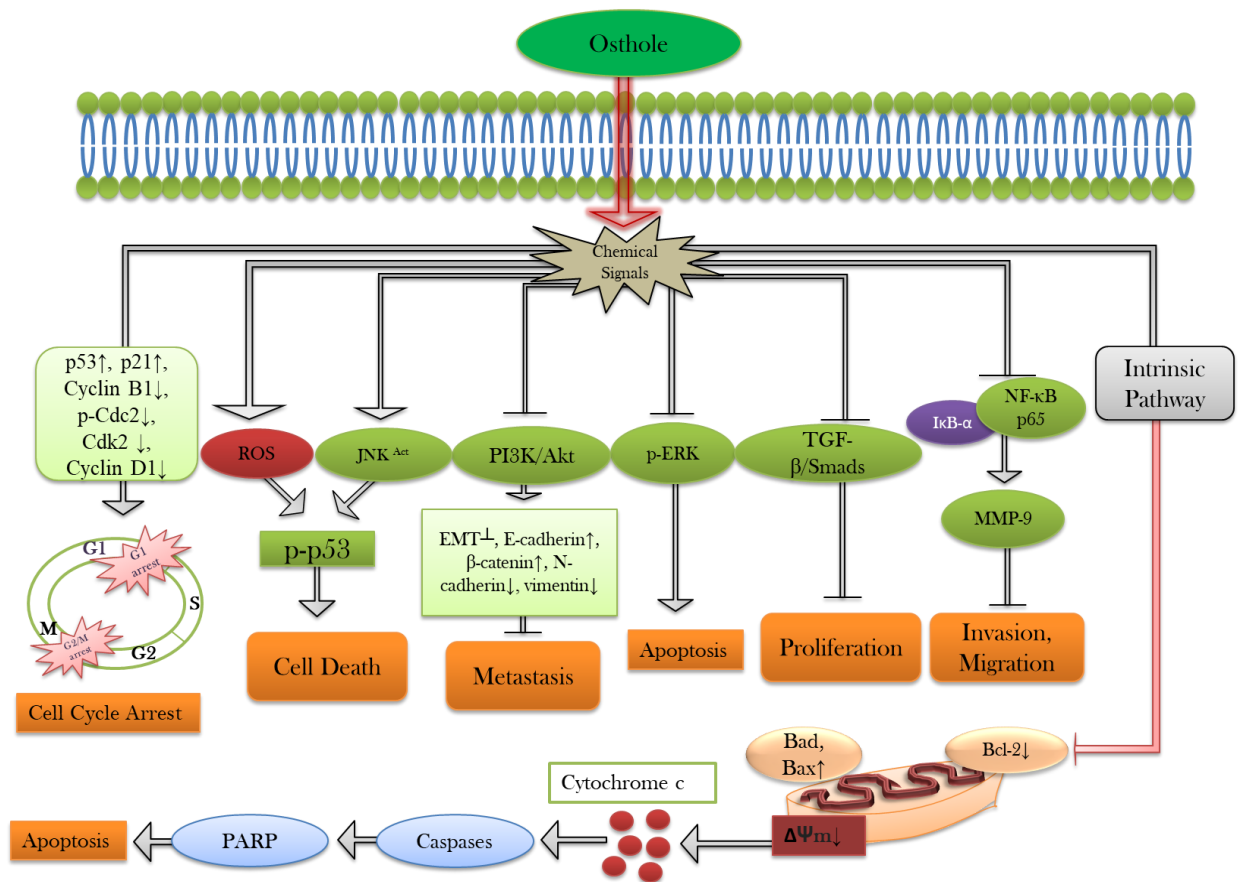 Osthole
Chemical
Signals
p53↑, p21↑,
Cyclin B1↓,
p-Cdc2↓,
Cdk2 ↓,
Cyclin D1↓
ROS
JNK Act
PI3K/Akt
p-ERK
TGF-
β/Smads
IκB-α
NF-κB
p65
Intrinsic
Pathway
MMP-9
p-p53
EMT┴, E-cadherin↑,
β-catenin↑, N-
cadherin↓, vimentin↓
G1
G1
arrest
S
M
G2/M
arrest
G2
Cell Cycle Arrest
Cell Death
Metastasis
Apoptosis
Proliferation
Invasion,
Migration
Bad,
Bax↑
Bcl-2↓
ΔΨm↓
Cytochrome c
Caspases
PARP
Apoptosis